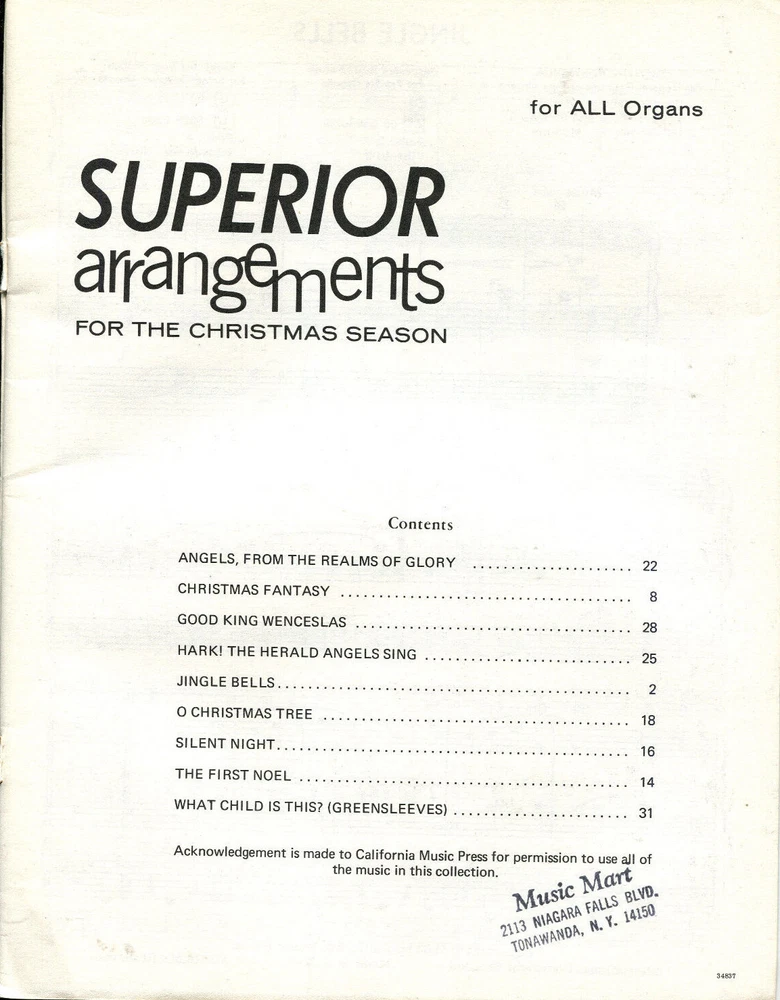 for ALL Organs
SUPERIOR
arrangements
FOR THE CHRISTMAS SEASON
Contents
ANGELS, FROM THE REALMS OF GLORY ..................... 22
CHRISTMAS FANTASY ...................................... 8
GOOD KING WENCESLAS .................................... 28
HARK! THE HERALD ANGELS SING ........................... 25
JINGLE BELLS .............................................. 2
O CHRISTMAS TREE ........................................ 18
SILENT NIGHT .............................................. 16
THE FIRST NOEL ........................................... 14
WHAT CHILD IS THIS? (GREENSLEEVES) ....................... 31
Acknowledgement is made to California Music Press for permission to use all of
the music in this collection.
Music Mart
2113 NIAGARA FALLS BLVD.
TONAWANDA, N. Y. 14150
34837